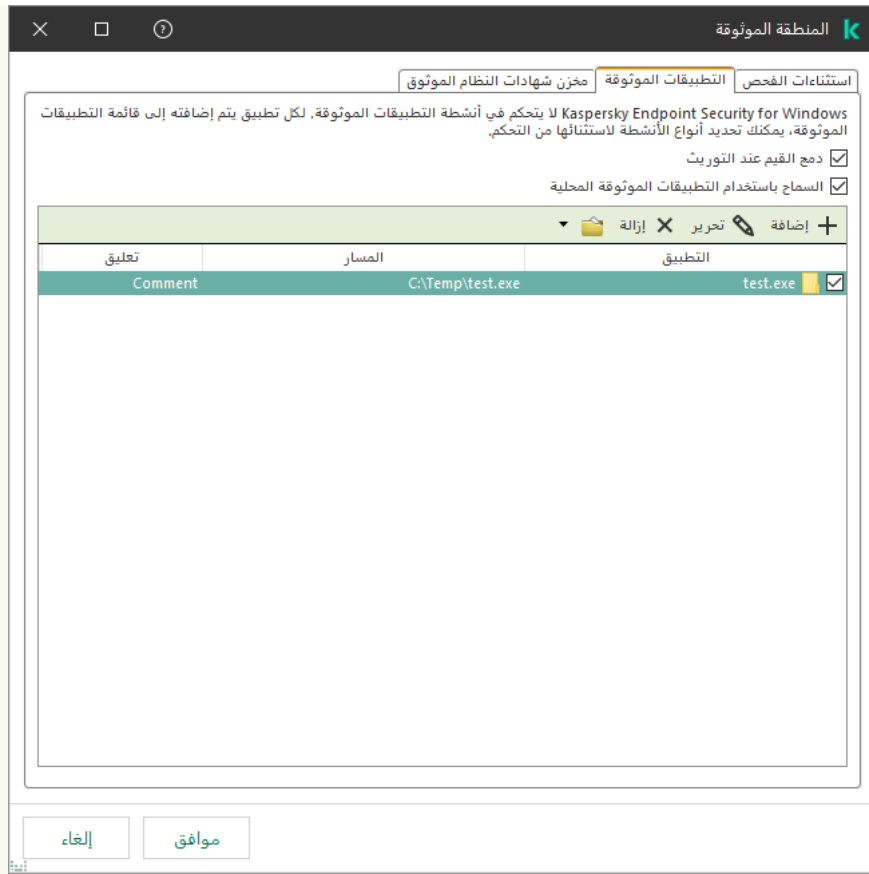 المنطقة الموثوقة
استثناءات الفحص
التطبيقات الموثوقة
مخزن شهادات النظام الموثوق
Kaspersky Endpoint Security for Windows لا يتحكم في أنشطة التطبيقات الموثوقة. لكل تطبيق يتم إضافته إلى قائمة التطبيقات
الموثوقة، يمكنك تحديد أنواع الأنشطة لاستثنائها من التحكم.
دمج القيم عند التوريث
السماح باستخدام التطبيقات الموثوقة المحلية
إضافة تحرير إزالة
التطبيق المسار تعليق
test.exe C:\Temp\test.exe Comment
موافق إلغاء